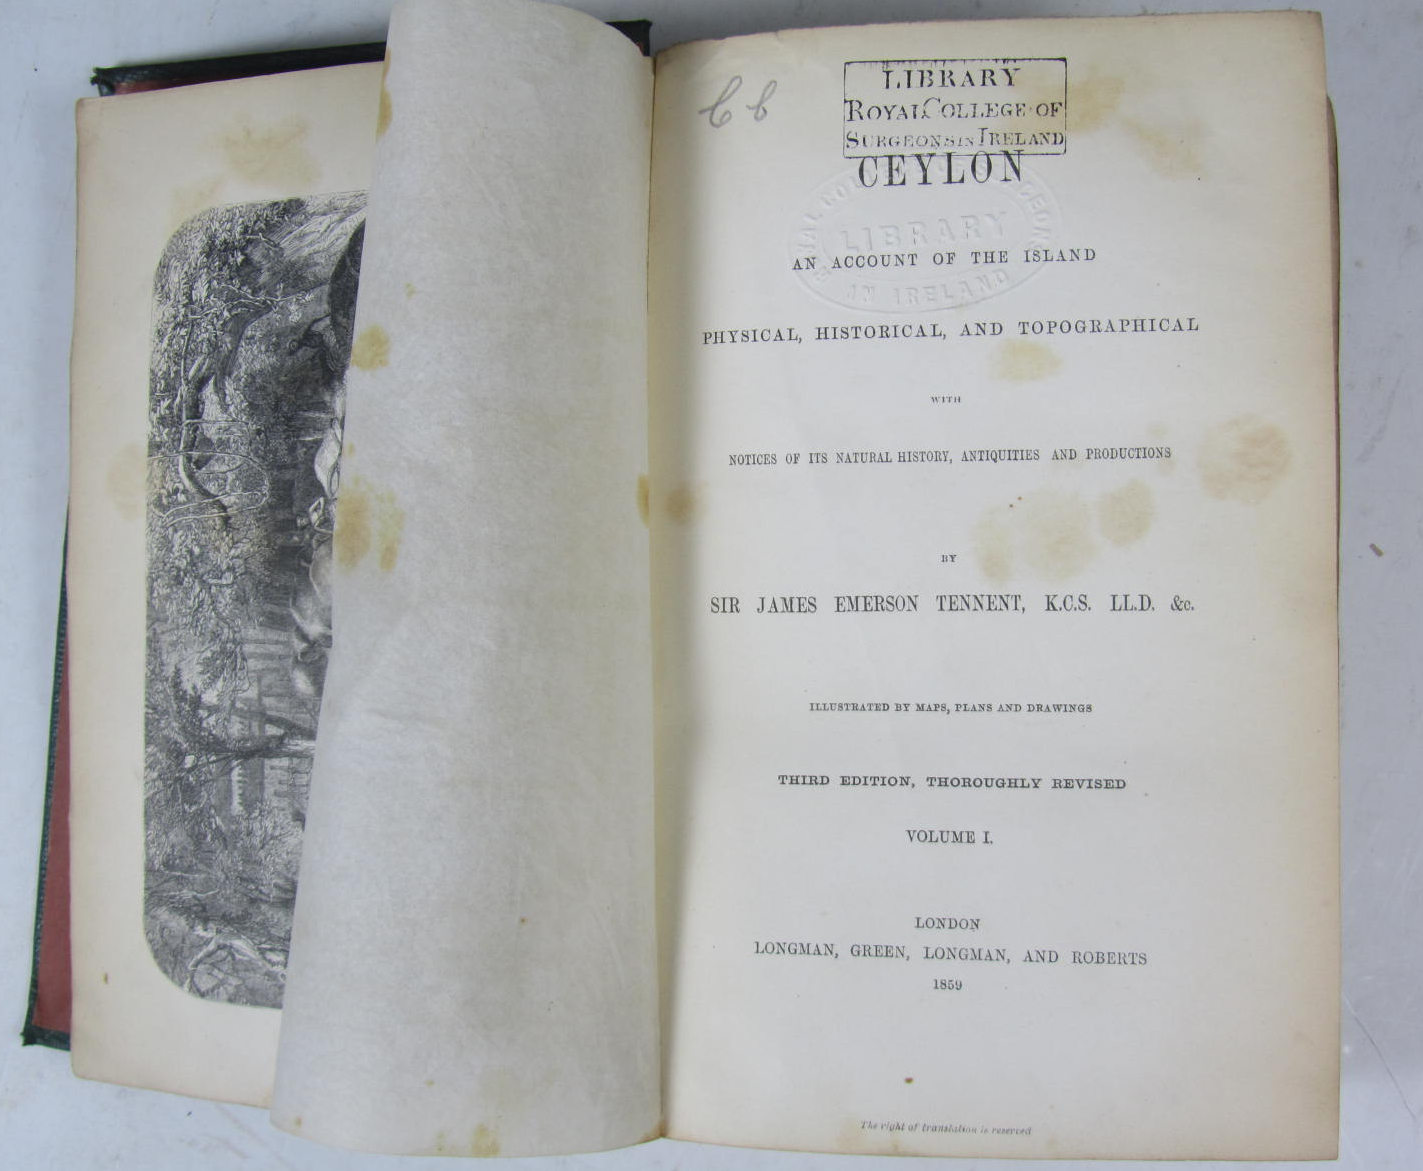 LIBRARY
ROYAL COLLEGE OF
SURGEONS IN IRELAND
CEYLON
LIBRARY
IN IRELAND
AN ACCOUNT OF THE ISLAND
PHYSICAL, HISTORICAL, AND TOPOGRAPHICAL
WITH
NOTICES OF ITS NATURAL HISTORY, ANTIQUITIES AND PRODUCTIONS
BY
SIR JAMES EMERSON TENNENT, K.C.S. LL.D. &c.
ILLUSTRATED BY MAPS, PLANS AND DRAWINGS
THIRD EDITION, THOROUGHLY REVISED
VOLUME I.
LONDON
LONGMAN, GREEN, LONGMAN, AND ROBERTS
1859
The right of translation is reserved